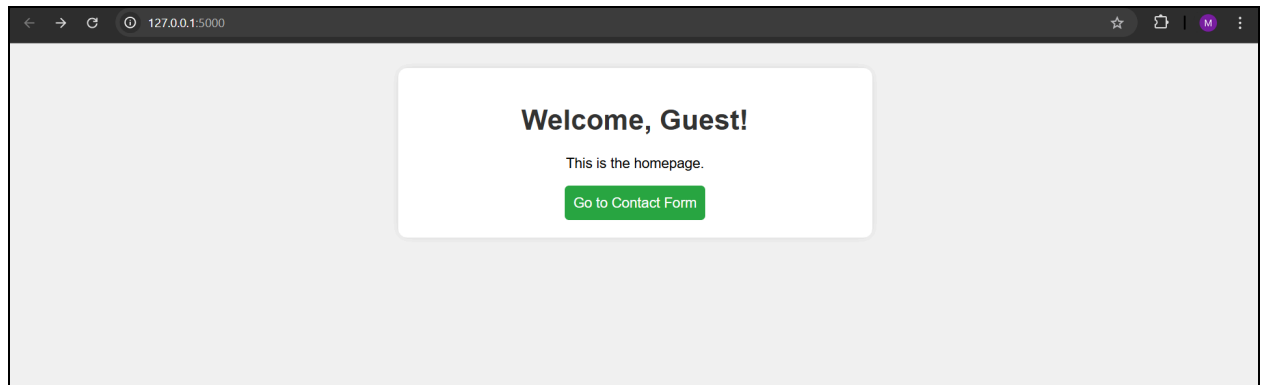 127.0.0.1:5000
M
Welcome, Guest!
This is the homepage.
Go to Contact Form